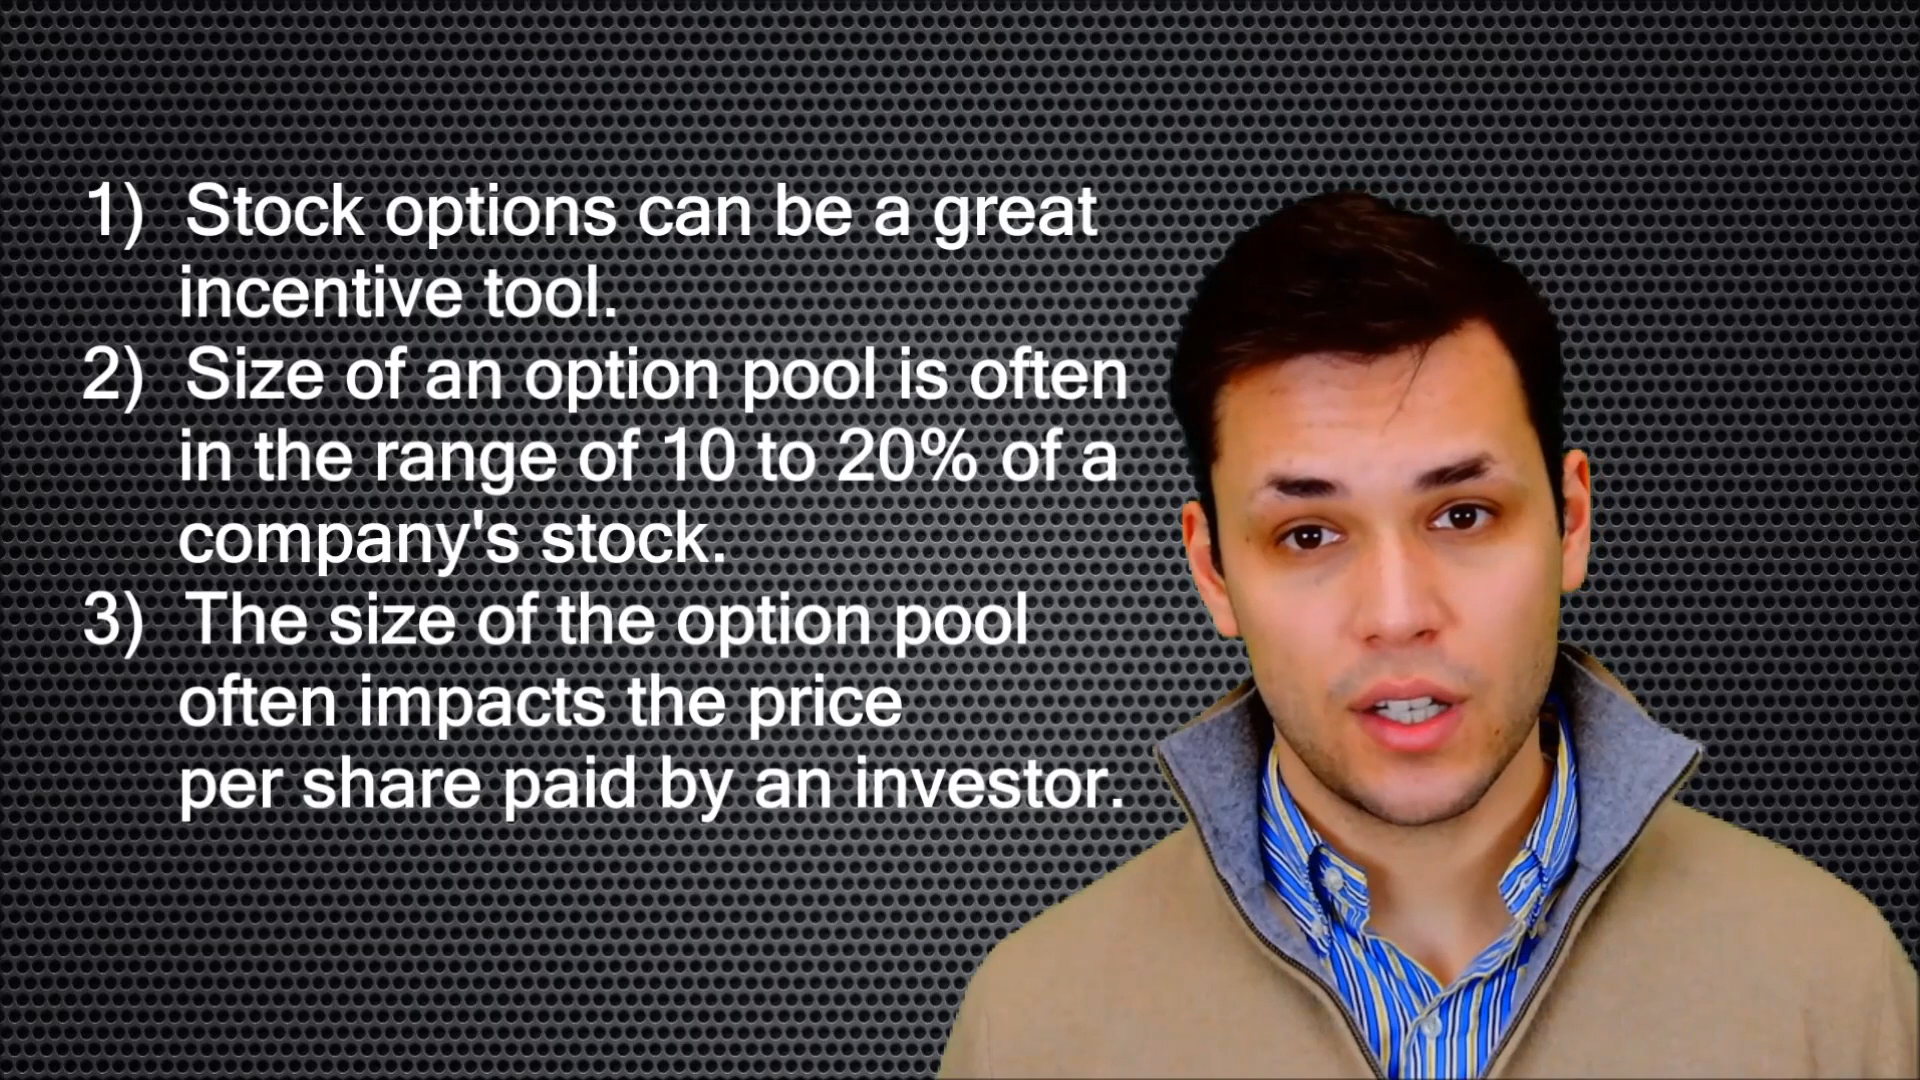 1) Stock options can be a great
incentive tool.
2) Size of an option pool is often
in the range of 10 to 20% of a
company's stock.
3) The size of the option pool
often impacts the price
per share paid by an investor.